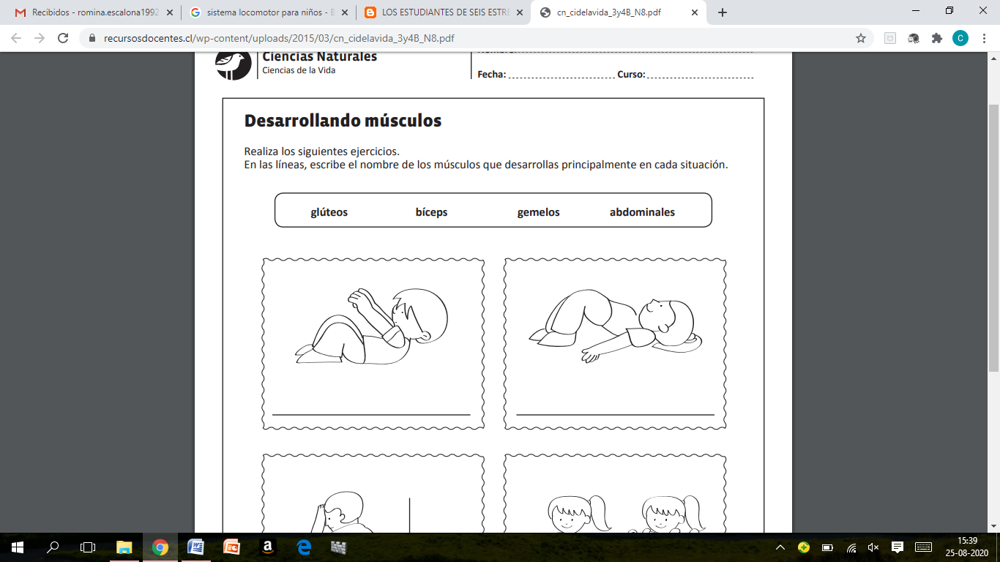 Recibidos - romina.escalona1992
sistema locomotor para niños - B
LOS ESTUDIANTES DE SEIS ESTRE
cn_cidelavida_3y4B_N8.pdf
recursosdocentes.cl/wp-content/uploads/2015/03/cn_cidelavida_3y4B_N8.pdf
C
Ciencias Naturales
Ciencias de la Vida
Fecha: Curso:
Desarrollando músculos
Realiza los siguientes ejercicios.
En las líneas, escribe el nombre de los músculos que desarrollas principalmente en cada situación.
glúteos bíceps gemelos abdominales
15:39
25-08-2020